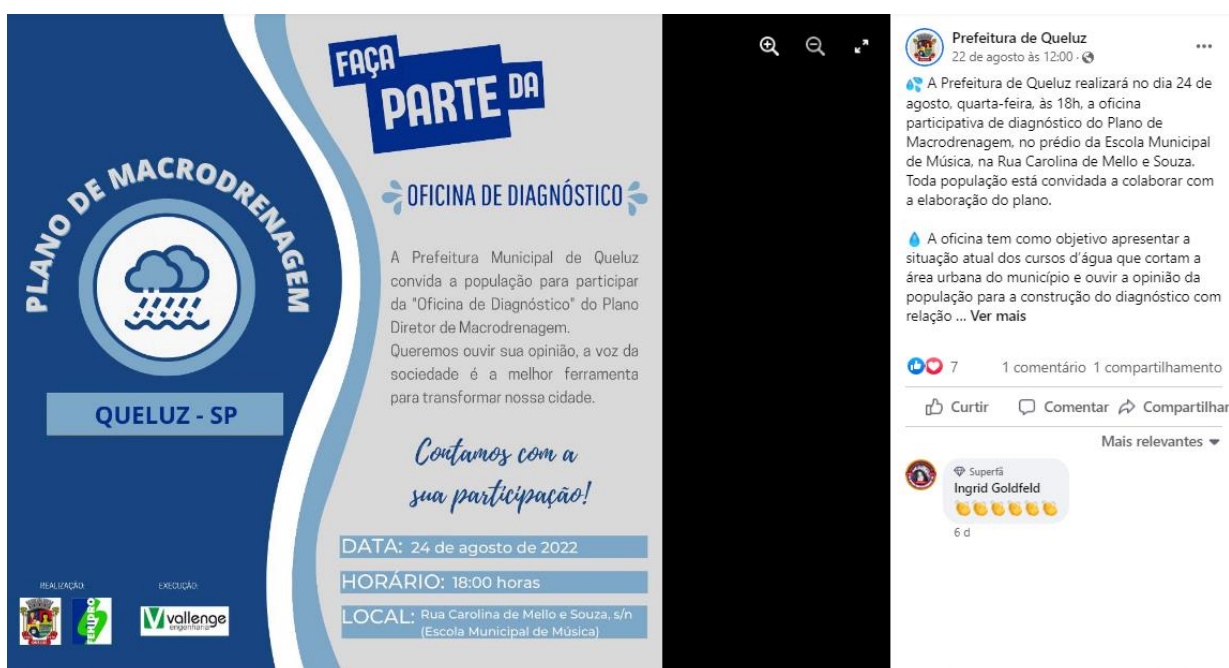 FAÇA
PARTE DA
PLANO DE MACRODRENAGEM
QUELUZ - SP
OFICINA DE DIAGNÓSTICO
A Prefeitura Municipal de Queluz
convida a população para participar
da "Oficina de Diagnóstico" do Plano
Diretor de Macrodrenagem.
Queremos ouvir sua opinião, a voz da
sociedade é a melhor ferramenta
para transformar nossa cidade.
Contamos com a
sua participação!
DATA: 24 de agosto de 2022
HORÁRIO: 18:00 horas
LOCAL: Rua Carolina de Mello e Souza, s/n
(Escola Municipal de Música)
REALIZAÇÃO:
EXECUÇÃO:
vallenge
engenharia
Prefeitura de Queluz
22 de agosto às 12:00 ·
💦 A Prefeitura de Queluz realizará no dia 24 de
agosto, quarta-feira, às 18h, a oficina
participativa de diagnóstico do Plano de
Macrodrenagem, no prédio da Escola Municipal
de Música, na Rua Carolina de Mello e Souza.
Toda população está convidada a colaborar com
a elaboração do plano.
💧 A oficina tem como objetivo apresentar a
situação atual dos cursos d'água que cortam a
área urbana do município e ouvir a opinião da
população para a construção do diagnóstico com
relação ... Ver mais
7 1 comentário 1 compartilhamento
Curtir Comentar Compartilhar
Mais relevantes
Superfã
Ingrid Goldfeld
👏👏👏👏👏👏
6 d